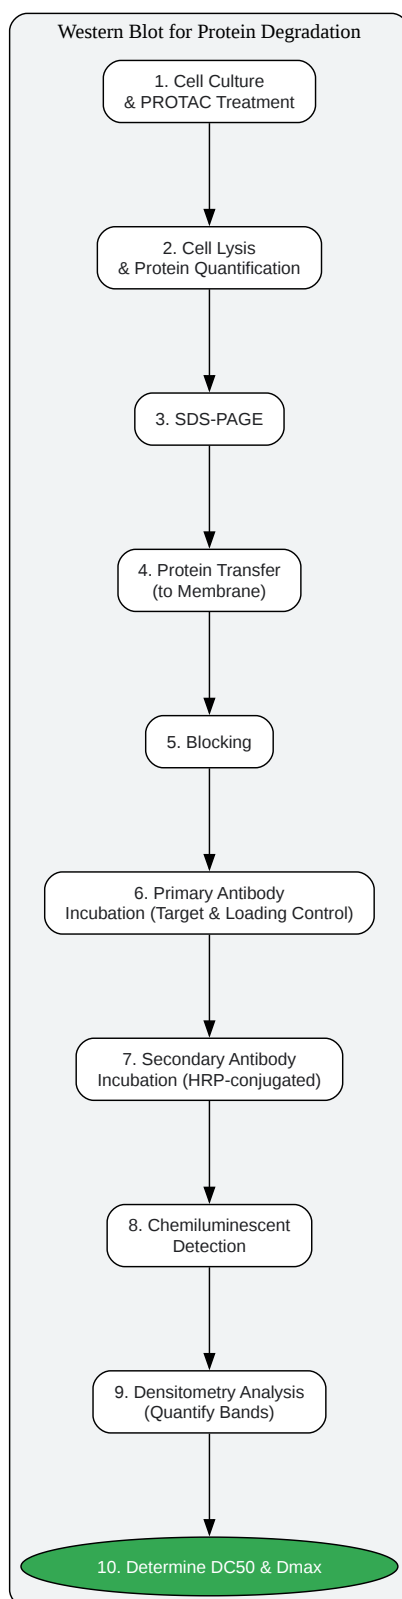 Western Blot for Protein Degradation
1. Cell Culture
& PROTAC Treatment
2. Cell Lysis
& Protein Quantification
3. SDS-PAGE
4. Protein Transfer
(to Membrane)
5. Blocking
6. Primary Antibody
Incubation (Target & Loading Control)
7. Secondary Antibody
Incubation (HRP-conjugated)
8. Chemiluminescent
Detection
9. Densitometry Analysis
(Quantify Bands)
10. Determine DC50 & Dmax